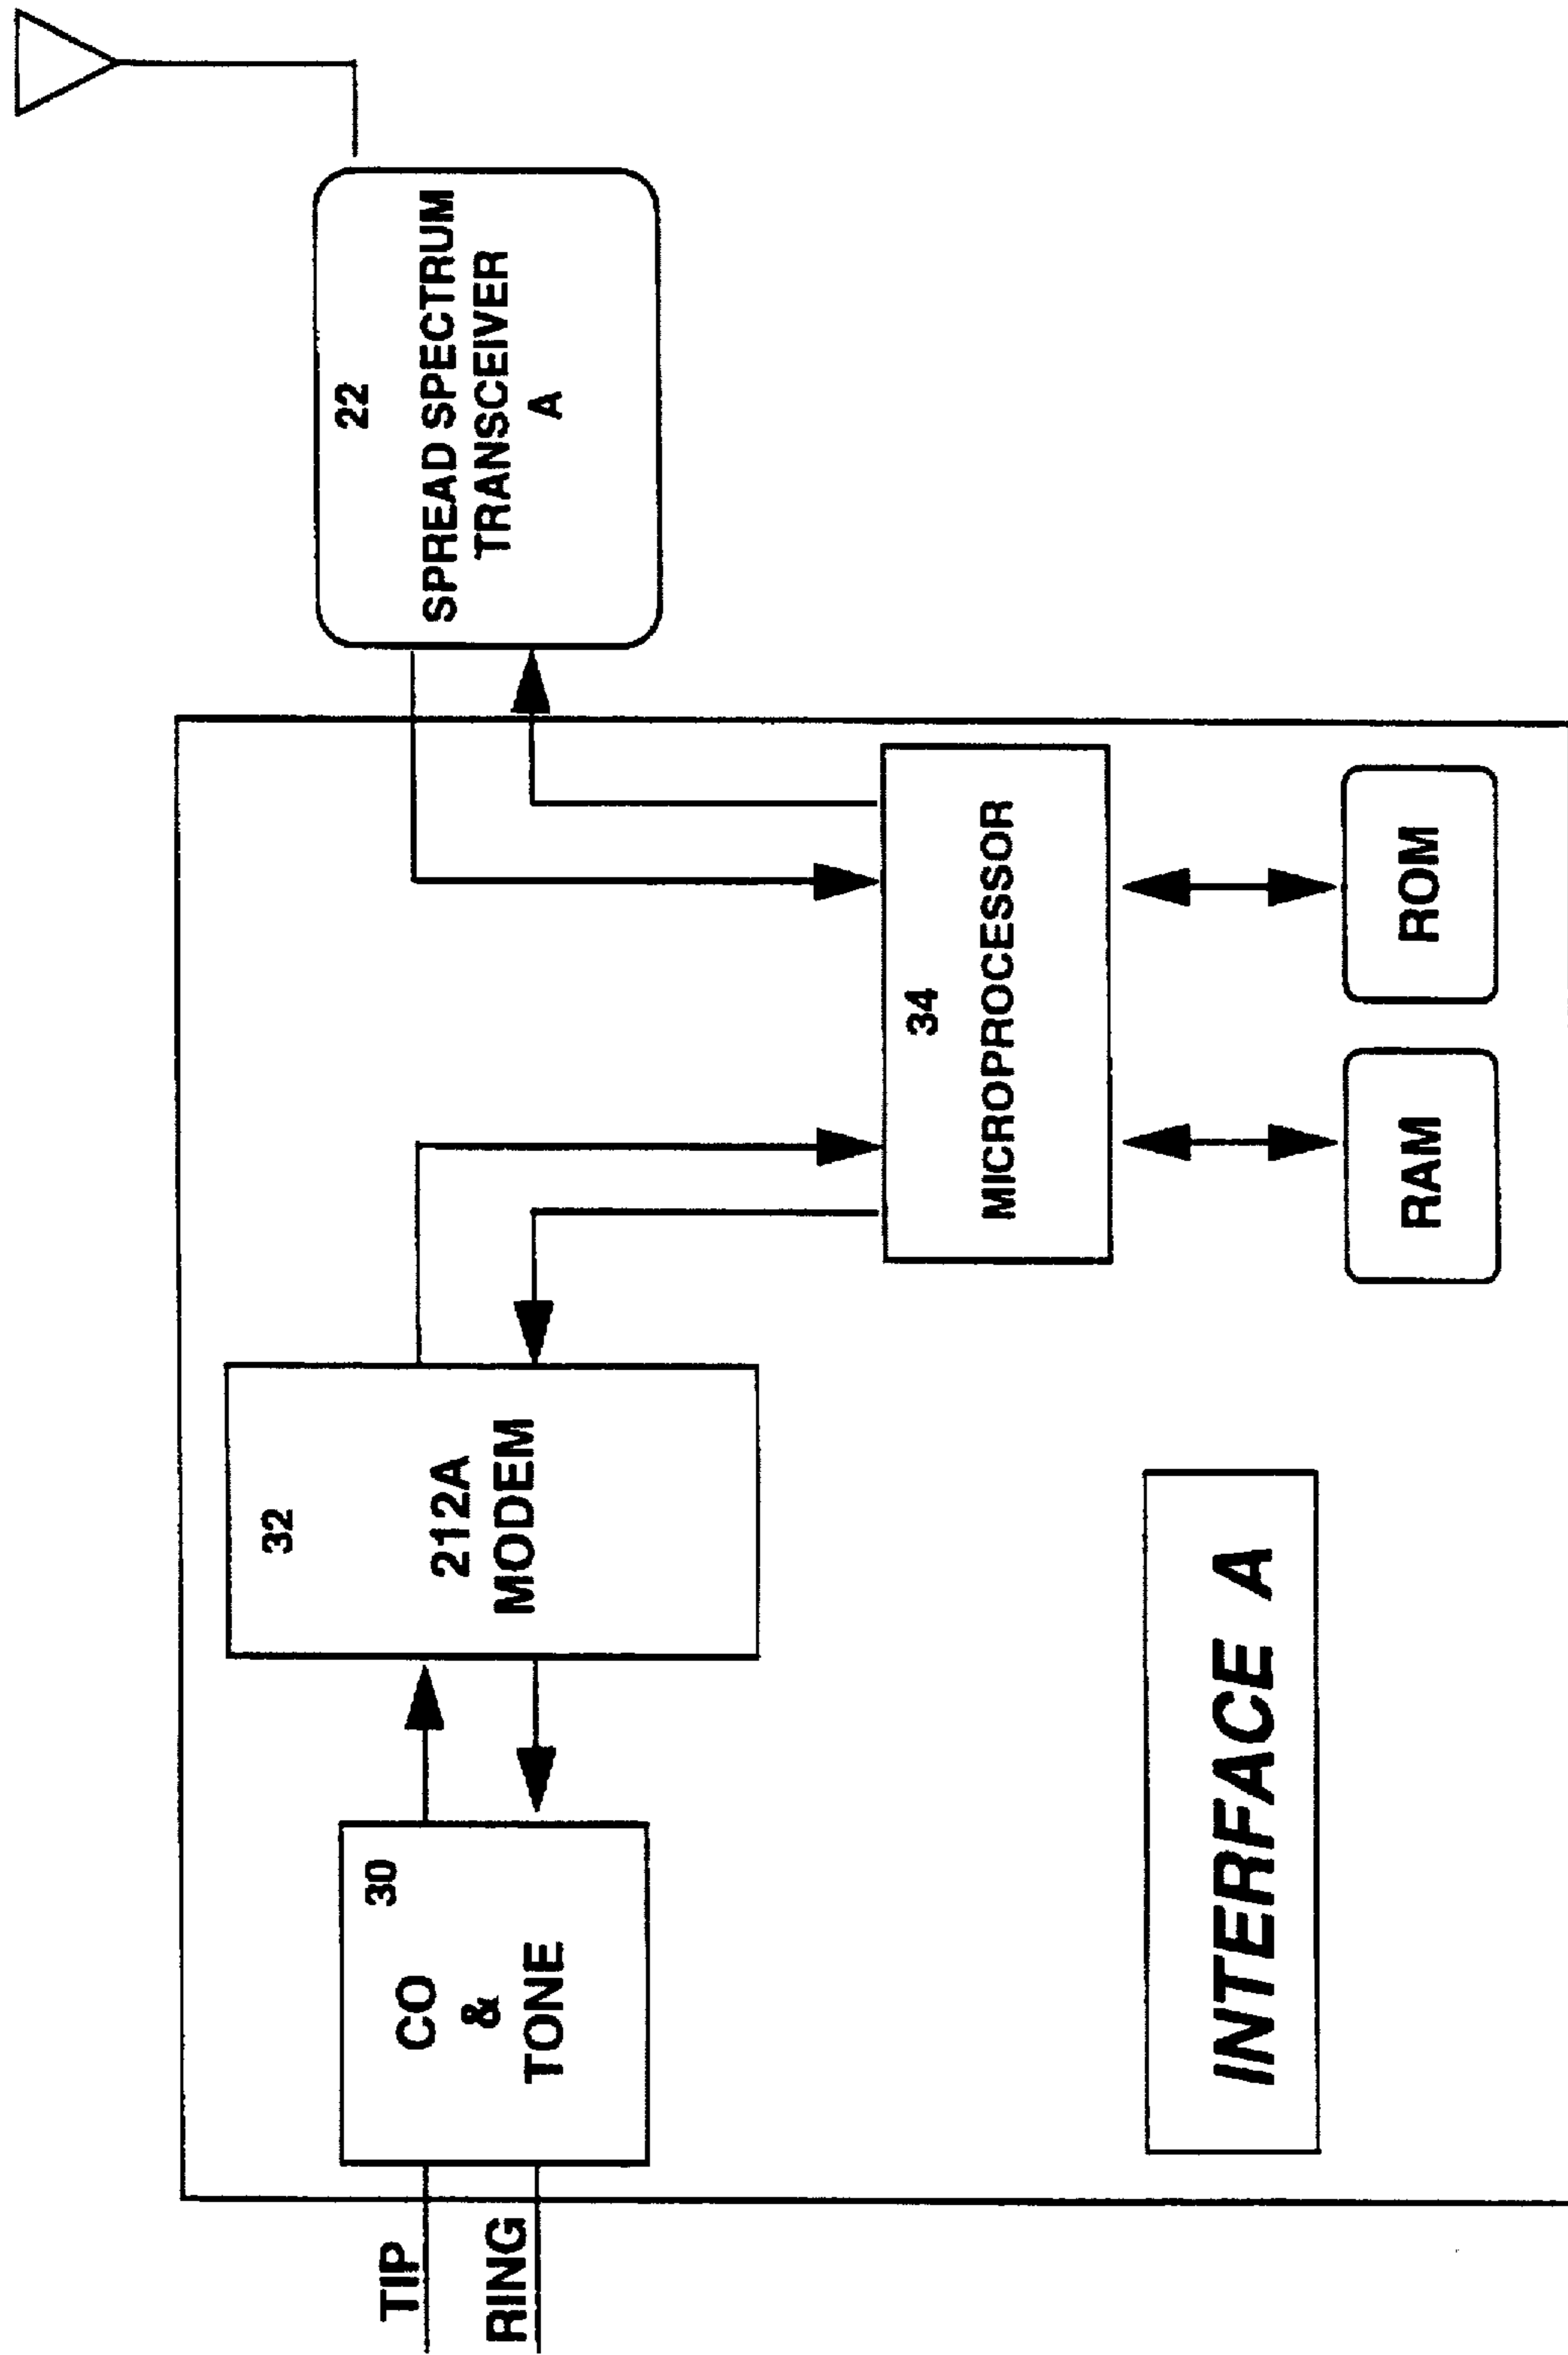 TIP
RING
30
CO
&
TONE
32
212A
MODEM
22
SPREAD SPECTRUM
TRANSCEIVER
A
34
MICROPROCESSOR
RAM
ROM
INTERFACE A